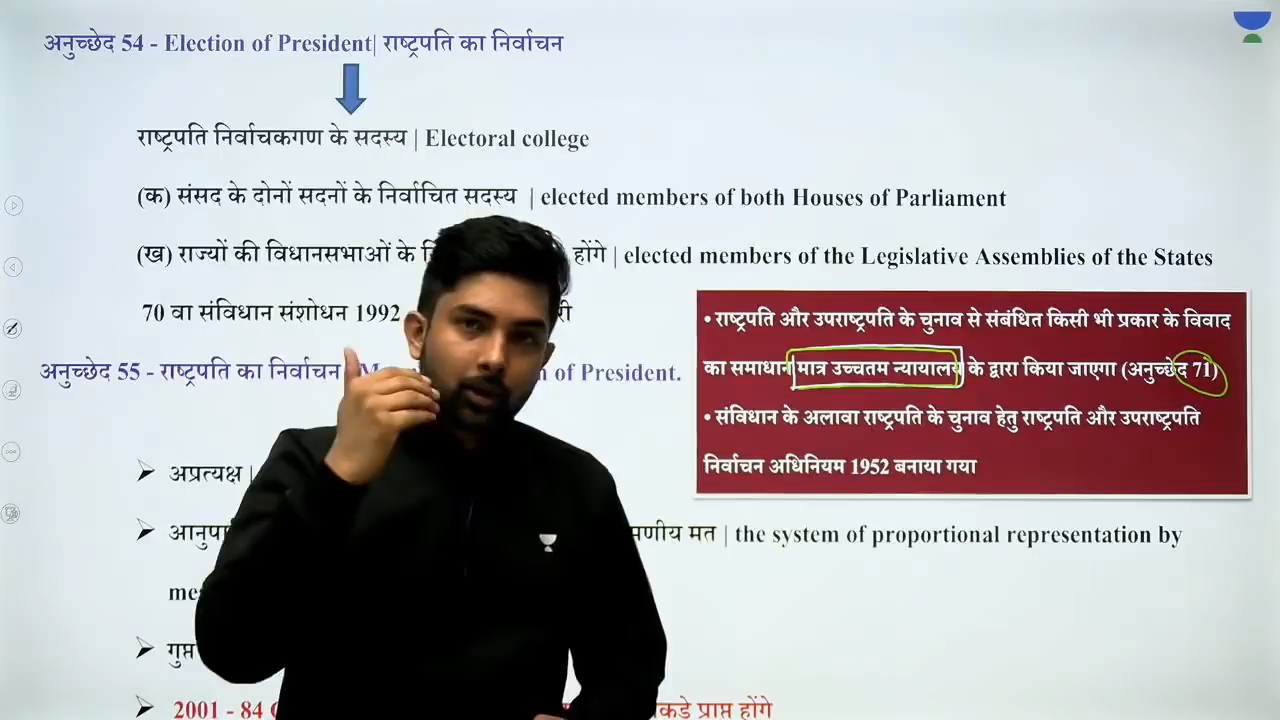 अनुच्छेद 54 - Election of President| राष्ट्रपति का निर्वाचन
राष्ट्रपति निर्वाचकगण के सदस्य | Electoral college
(क) संसद के दोनों सदनों के निर्वाचित सदस्य | elected members of both Houses of Parliament
(ख) राज्यों की विधानसभाओं के होंगे | elected members of the Legislative Assemblies of the States
70 वा संविधान संशोधन 1992
अनुच्छेद 55 - राष्ट्रपति का निर्वाचन of President.
• राष्ट्रपति और उपराष्ट्रपति के चुनाव से संबंधित किसी भी प्रकार के विवाद
का समाधान मात्र उच्चतम न्यायालय के द्वारा किया जाएगा (अनुच्छेद 71)
• संविधान के अलावा राष्ट्रपति के चुनाव हेतु राष्ट्रपति और उपराष्ट्रपति
निर्वाचन अधिनियम 1952 बनाया गया
अप्रत्यक्ष |
मत | the system of proportional representation by
गुप्त
2001 - 84 प्राप्त होंगे